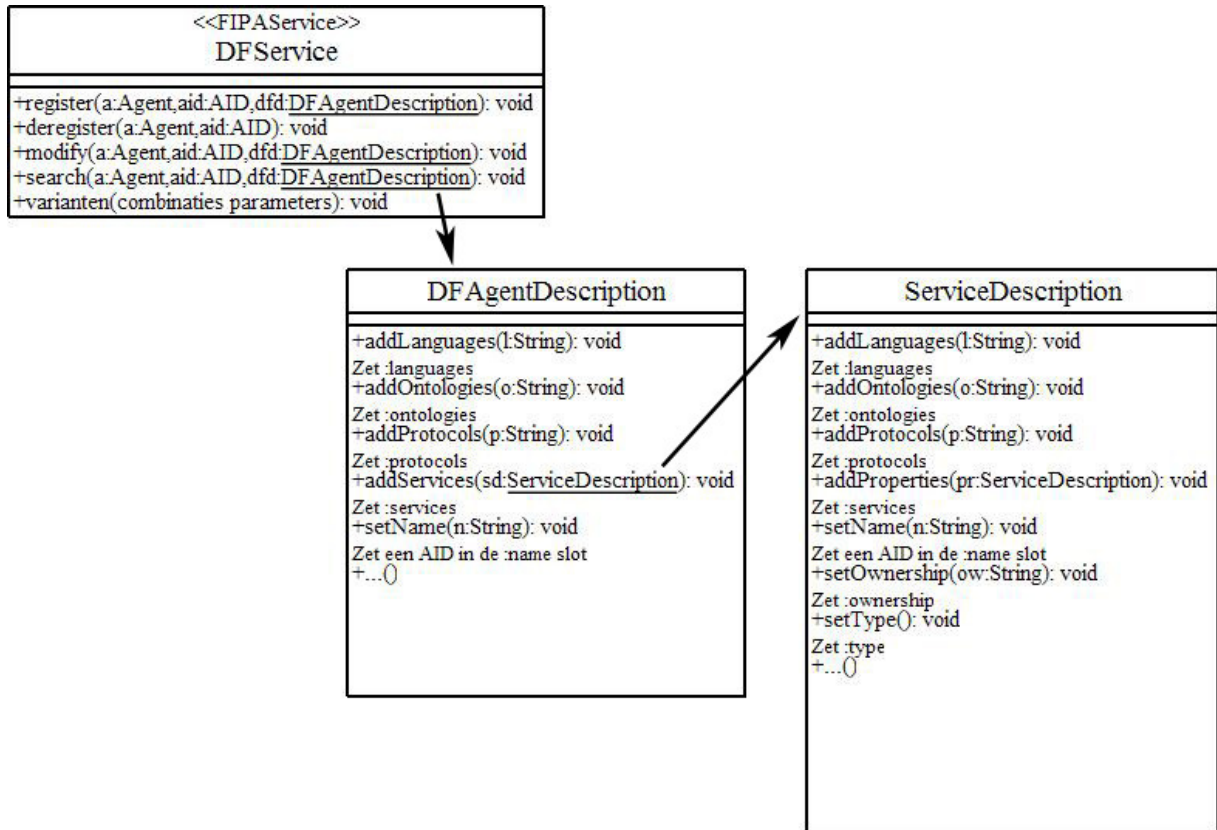 <<FIPAService>>
DFService
+register(a:Agent,aid:AID,dfd:DFAgentDescription): void
+deregister(a:Agent,aid:AID): void
+modify(a:Agent,aid:AID,dfd:DFAgentDescription): void
+search(a:Agent,aid:AID,dfd:DFAgentDescription): void
+varianten(combinaties parameters): void
DFAgentDescription
+addLanguages(l:String): void
Zet :languages
+addOntologies(o:String): void
Zet :ontologies
+addProtocols(p:String): void
Zet :protocols
+addServices(sd:ServiceDescription): void
Zet :services
+setName(n:String): void
Zet een AID in de :name slot
+...()
ServiceDescription
+addLanguages(l:String): void
Zet :languages
+addOntologies(o:String): void
Zet :ontologies
+addProtocols(p:String): void
Zet :protocols
+addProperties(pr:ServiceDescription): void
Zet :services
+setName(n:String): void
Zet een AID in de :name slot
+setOwnership(ow:String): void
Zet :ownership
+setType(): void
Zet :type
+...()